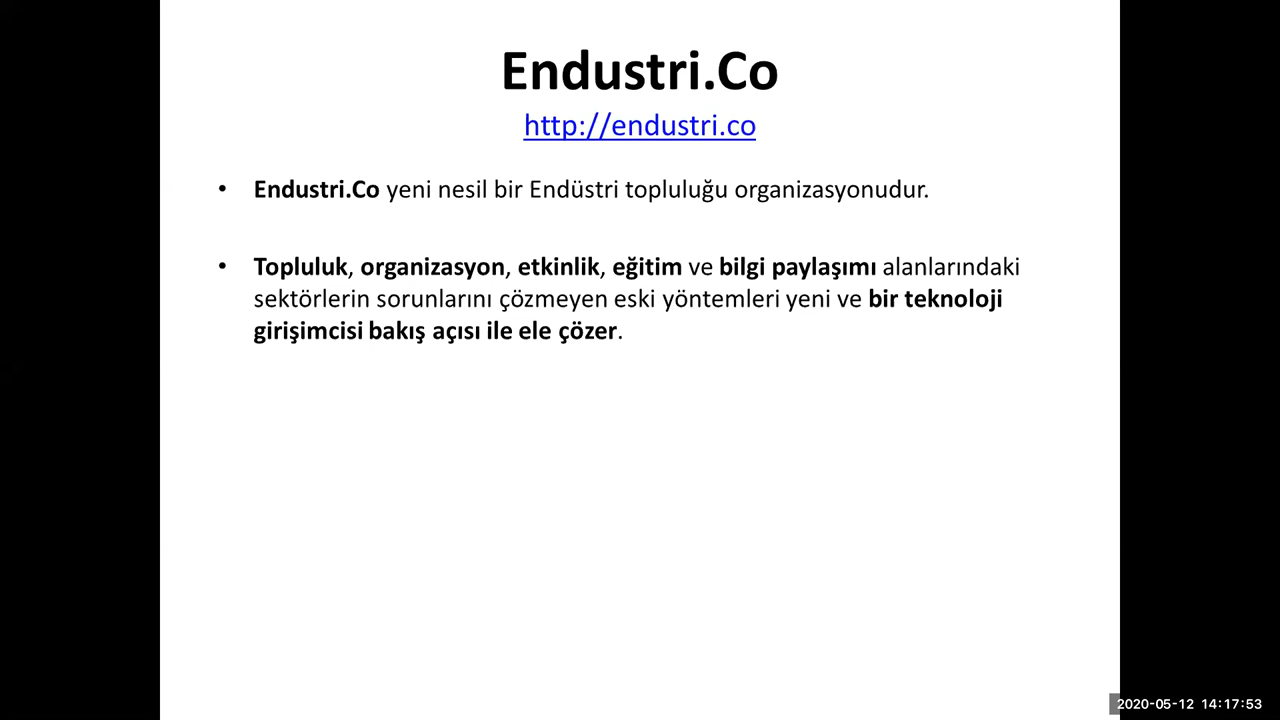 Endustri.Co
http://endustri.co
• Endustri.Co yeni nesil bir Endüstri topluluğu organizasyonudur.
• Topluluk, organizasyon, etkinlik, eğitim ve bilgi paylaşımı alanlarındaki
sektörlerin sorunlarını çözmeyen eski yöntemleri yeni ve bir teknoloji
girişimcisi bakış açısı ile ele çözer.
2020-05-12 14:17:53